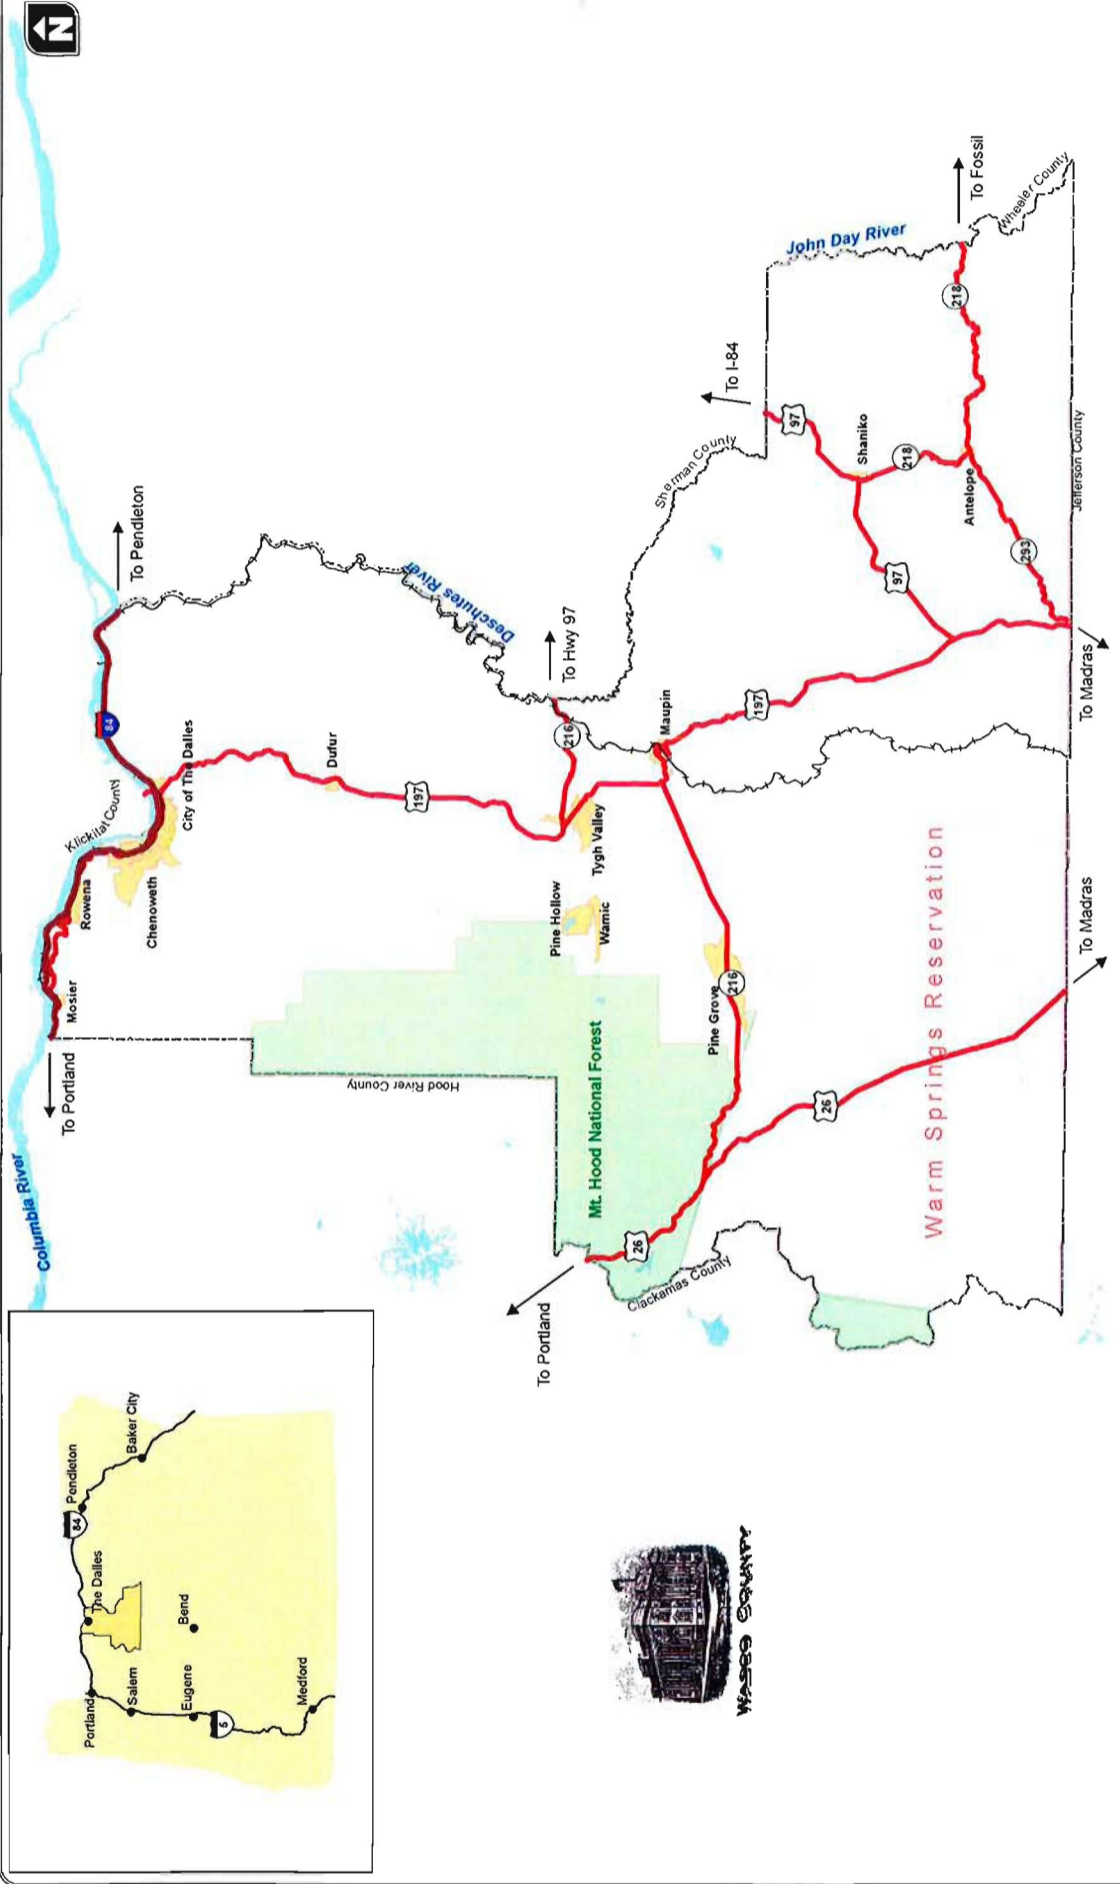 N
Columbia River
To Portland
Mosier
Rowena
Klickitat County
Chenoweth
City of The Dalles
84
To Pendleton
Dufur
197
Deschutes River
Hood River County
Pine Hollow
Wamic
Tygh Valley
216
To Hwy 97
Sherman County
To I-84
97
John Day River
Mt. Hood National Forest
To Portland
26
Clackamas County
Pine Grove
216
Maupin
197
97
Shaniko
218
Antelope
218
To Fossil
Wheeler County
293
Jefferson County
26
Warm Springs Reservation
To Madras
To Madras
Portland
Salem
Eugene
5
Medford
Bend
The Dalles
84
Pendleton
Baker City
WASCO COUNTY